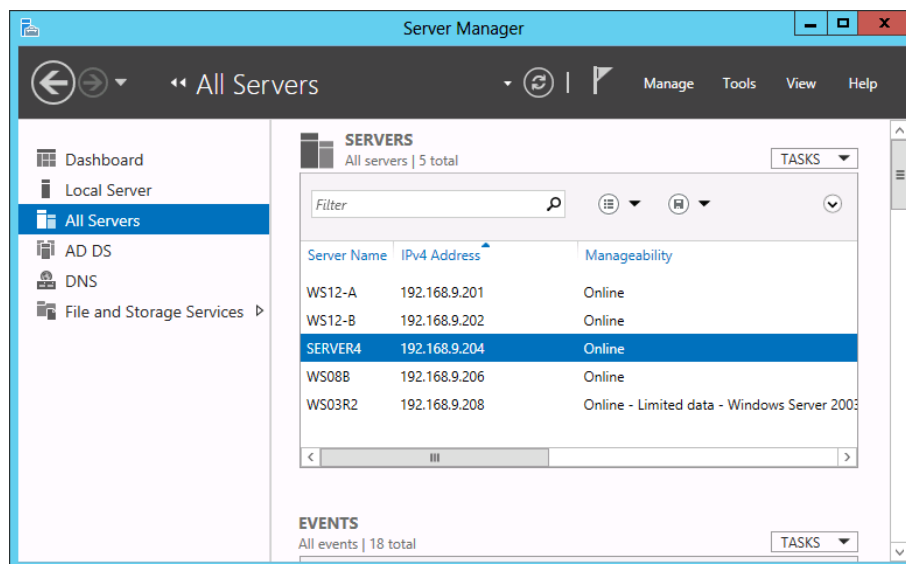 Server Manager
All Servers
Manage Tools View Help
Dashboard
Local Server
All Servers
AD DS
DNS
File and Storage Services
SERVERS
All servers | 5 total
TASKS
Filter
Server Name IPv4 Address Manageability
WS12-A 192.168.9.201 Online
WS12-B 192.168.9.202 Online
SERVER4 192.168.9.204 Online
WS08B 192.168.9.206 Online
WS03R2 192.168.9.208 Online - Limited data - Windows Server 2003
EVENTS
All events | 18 total
TASKS